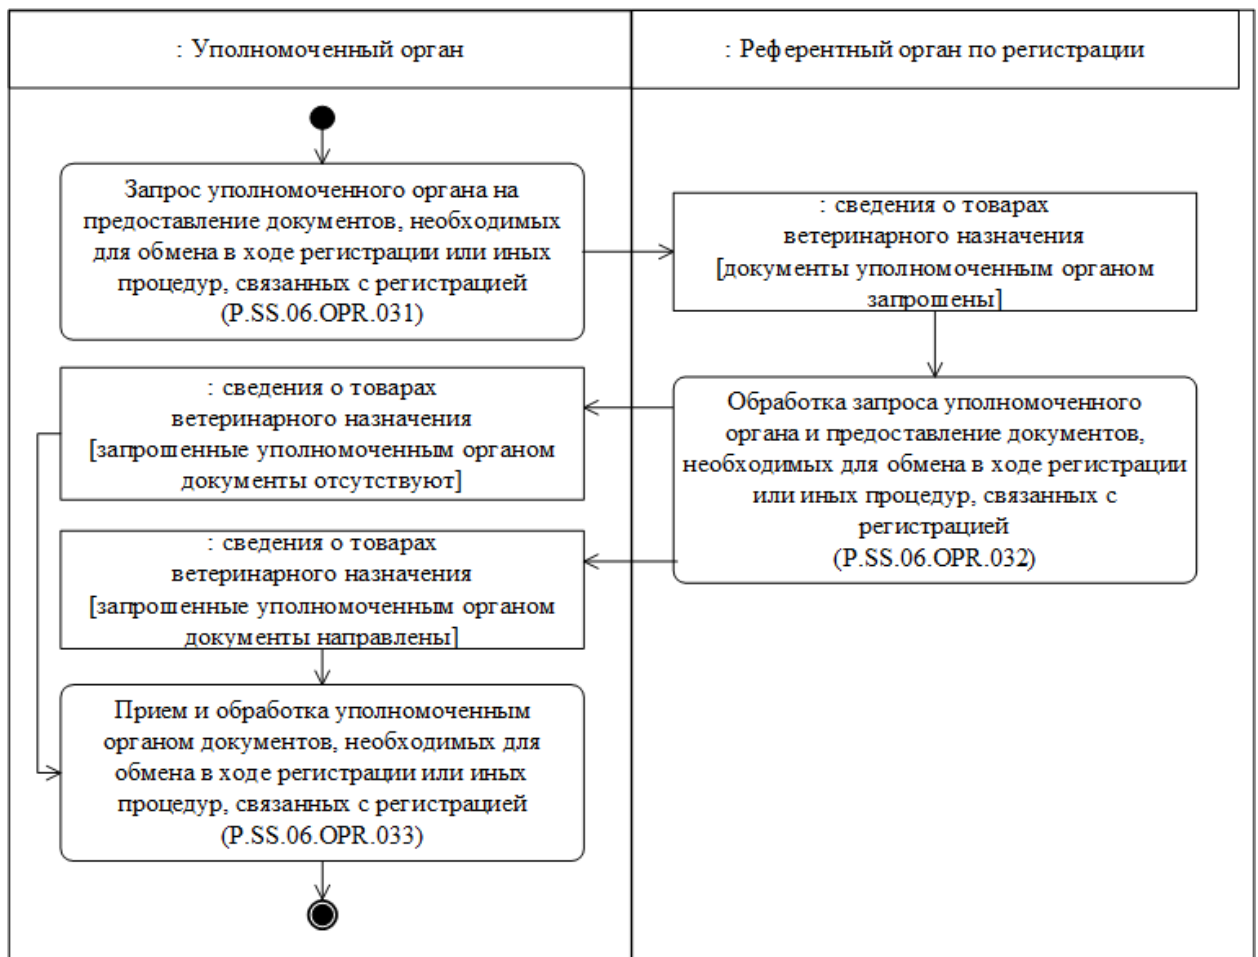 : Уполномоченный орган
: Референтный орган по регистрации
Запрос уполномоченного органа на
предоставление документов, необходимых
для обмена в ходе регистрации или иных
процедур, связанных с регистрацией
(P.SS.06.OPR.031)
: сведения о товарах
ветеринарного назначения
[документы уполномоченным органом
запрошены]
: сведения о товарах
ветеринарного назначения
[запрошенные уполномоченным органом
документы отсутствуют]
Обработка запроса уполномоченного
органа и предоставление документов,
необходимых для обмена в ходе регистрации
или иных процедур, связанных с
регистрацией
(P.SS.06.OPR.032)
: сведения о товарах
ветеринарного назначения
[запрошенные уполномоченным органом
документы направлены]
Прием и обработка уполномоченным
органом документов, необходимых для
обмена в ходе регистрации или иных
процедур, связанных с регистрацией
(P.SS.06.OPR.033)